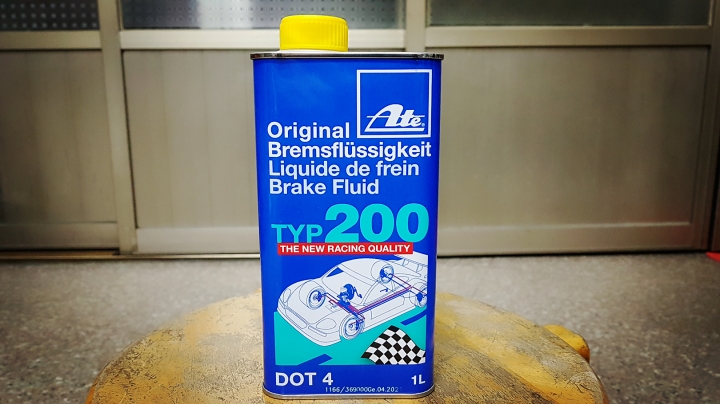 Ate®
Original
Bremsflüssigkeit
Liquide de frein
Brake Fluid
TYP 200
THE NEW RACING QUALITY
DOT 4
1L